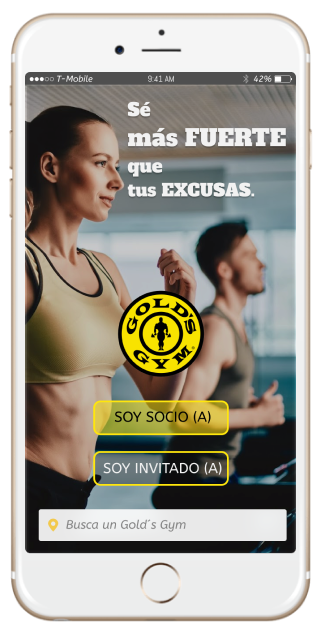 T-Mobile 9:41 AM 42%
Sé
más FUERTE
que
tus EXCUSAS.
GOLD'S
GYM®
SOY SOCIO (A)
SOY INVITADO (A)
Busca un Gold´s Gym